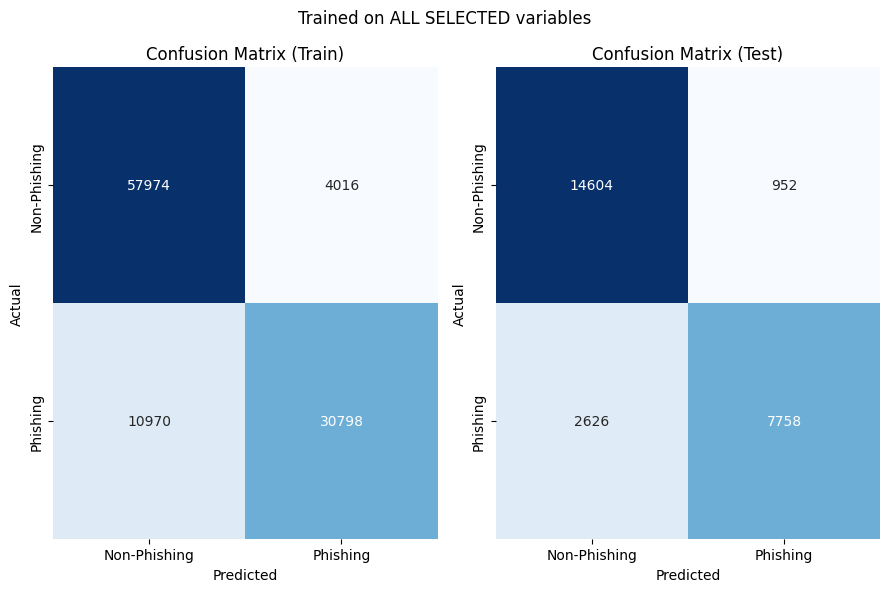 Trained on ALL SELECTED variables
Confusion Matrix (Train)
Actual
Non-Phishing
57974
4016
Phishing
10970
30798
Non-Phishing
Phishing
Predicted
Confusion Matrix (Test)
Actual
Non-Phishing
14604
952
Phishing
2626
7758
Non-Phishing
Phishing
Predicted